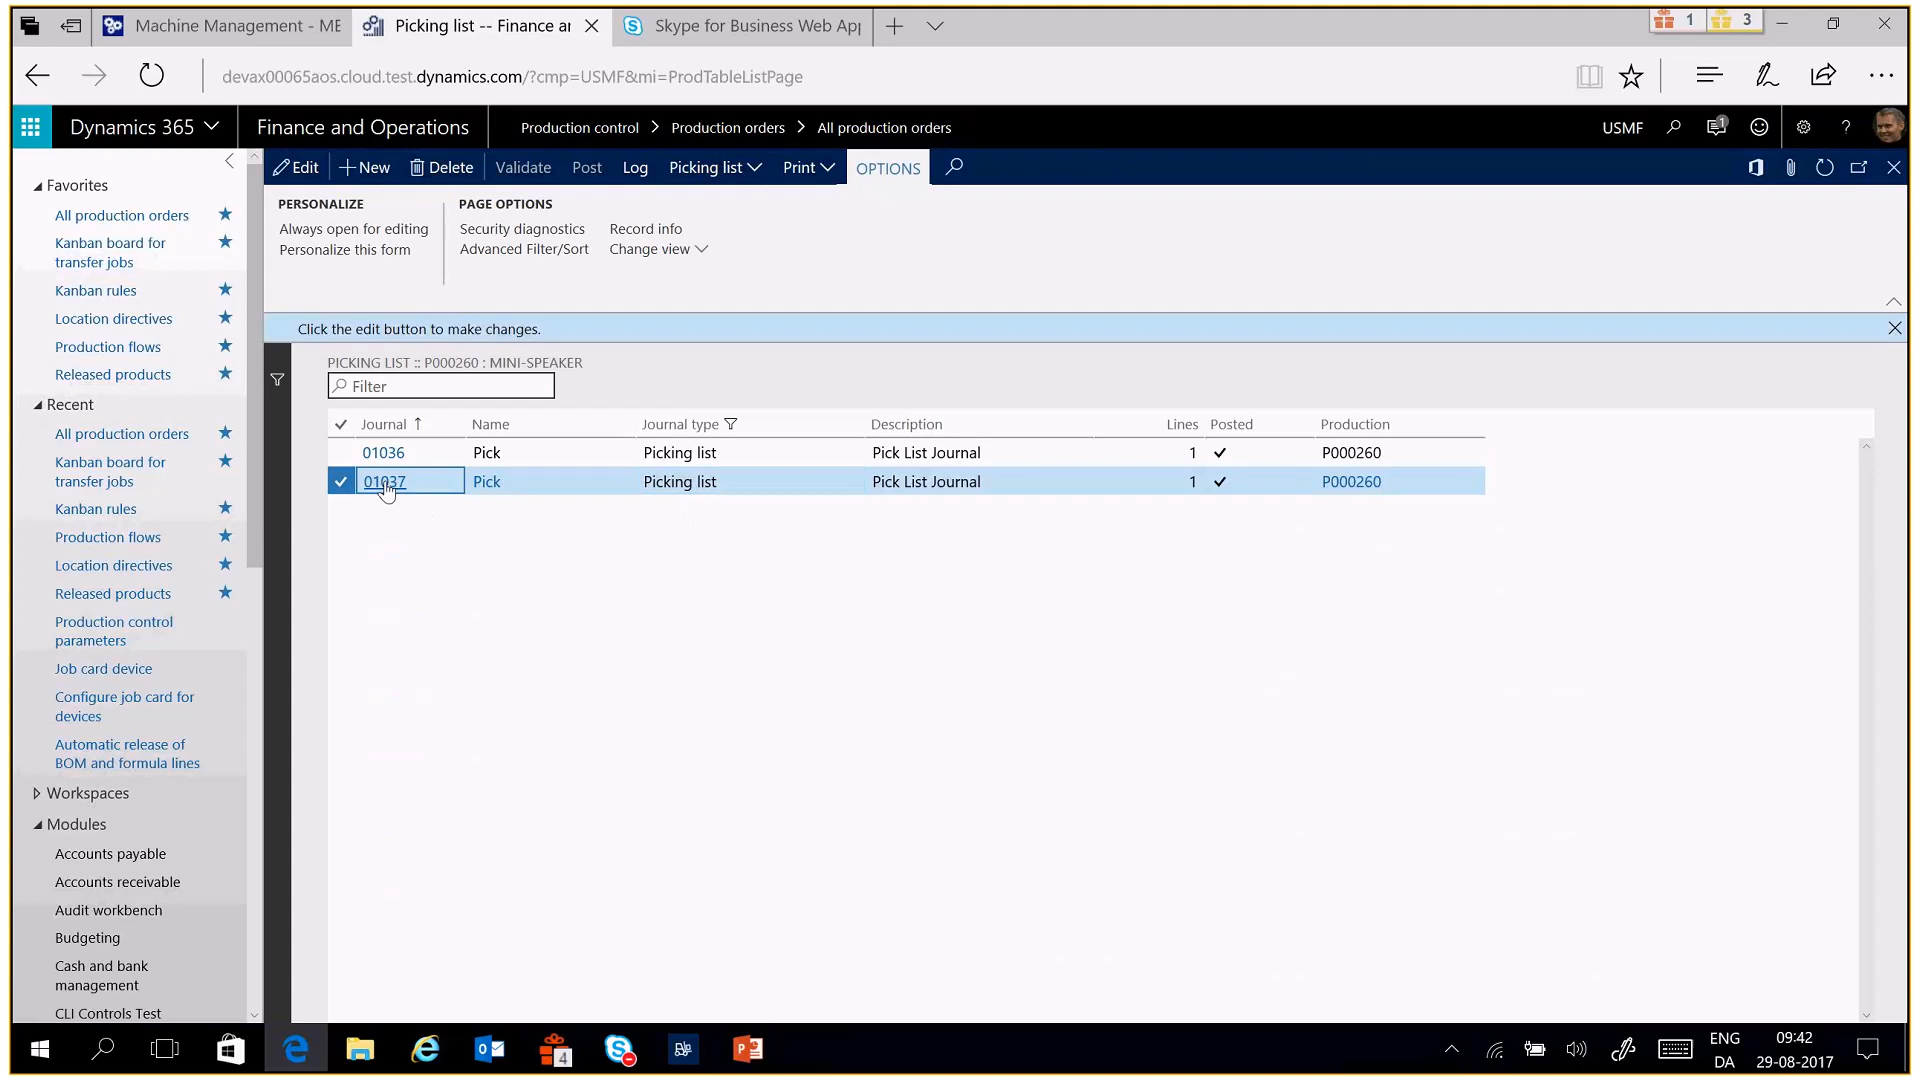 Machine Management - ME
Picking list -- Finance ar
Skype for Business Web App
1
3
devax00065aos.cloud.test.dynamics.com/?cmp=USMF&mi=ProdTableListPage
Dynamics 365
Finance and Operations
Production control > Production orders > All production orders
USMF
1
?
Edit
New
Delete
Validate
Post
Log
Picking list
Print
OPTIONS
PERSONALIZE
Always open for editing
Personalize this form
PAGE OPTIONS
Security diagnostics
Advanced Filter/Sort
Record info
Change view
Click the edit button to make changes.
Favorites
All production orders
Kanban board for
transfer jobs
Kanban rules
Location directives
Production flows
Released products
Recent
All production orders
Kanban board for
transfer jobs
Kanban rules
Production flows
Location directives
Released products
Production control
parameters
Job card device
Configure job card for
devices
Automatic release of
BOM and formula lines
Workspaces
Modules
Accounts payable
Accounts receivable
Audit workbench
Budgeting
Cash and bank
management
CLI Controls Test
PICKING LIST :: P000260 : MINI-SPEAKER
Filter
Journal Name Journal type Description Lines Posted Production
01036 Pick Picking list Pick List Journal 1 P000260
01037 Pick Picking list Pick List Journal 1 P000260
4
ENG
DA
09:42
29-08-2017